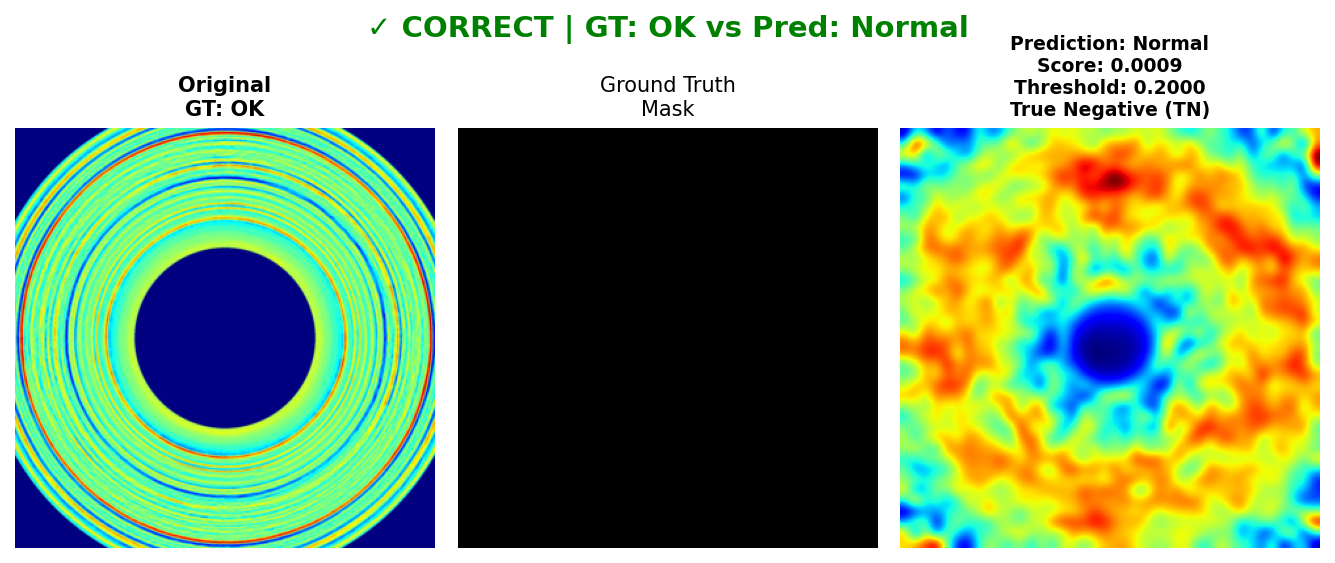 ✓ CORRECT | GT: OK vs Pred: Normal
Original
GT: OK
Ground Truth
Mask
Prediction: Normal
Score: 0.0009
Threshold: 0.2000
True Negative (TN)